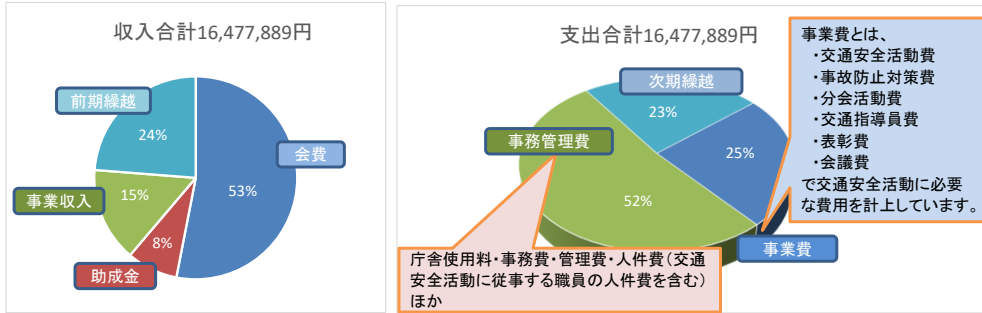 収入合計16,477,889円
前期繰越
24%
会費
53%
事業収入
15%
8%
助成金
支出合計16,477,889円
次期繰越
23%
事務管理費
25%
52%
事業費
事業費とは、
・交通安全活動費
・事故防止対策費
・分会活動費
・交通指導員費
・表彰費
・会議費
で交通安全活動に必要
な費用を計上しています。
庁舎使用料・事務費・管理費・人件費(交通
安全活動に従事する職員の人件費を含む)
ほか